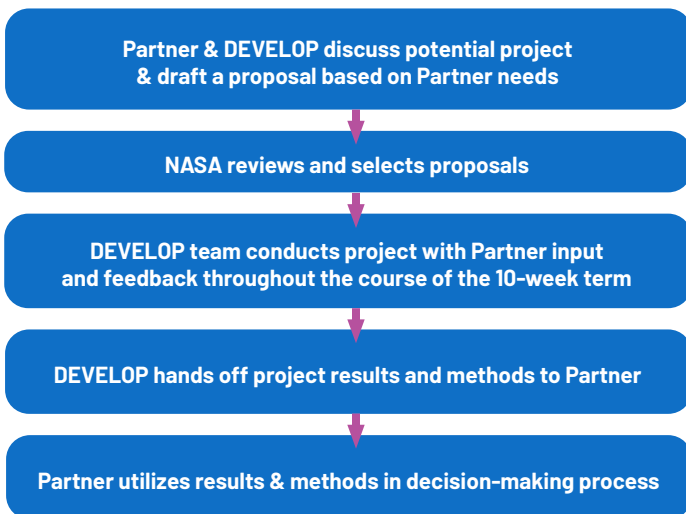 Partner & DEVELOP discuss potential project
& draft a proposal based on Partner needs
NASA reviews and selects proposals
DEVELOP team conducts project with Partner input
and feedback throughout the course of the 10-week term
DEVELOP hands off project results and methods to Partner
Partner utilizes results & methods in decision-making process